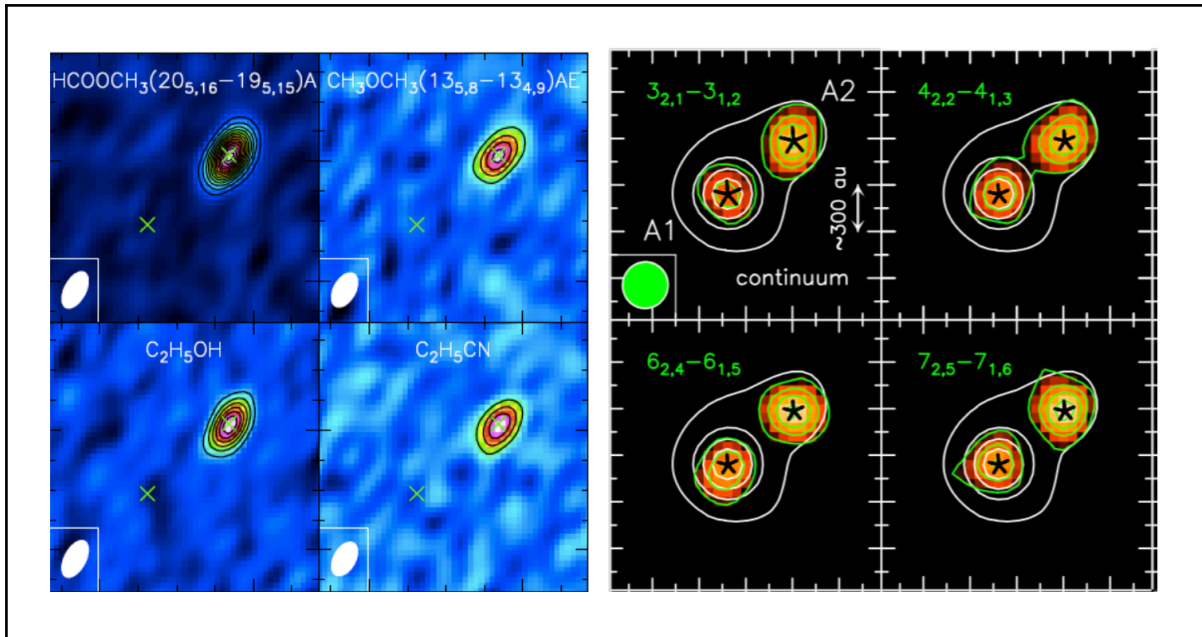 HCOOCH₃(20₅,₁₆−19₅,₁₅)A
CH₃OCH₃(13₅,₈−13₄,₉)AE
C₂H₅OH
C₂H₅CN
3₂,₁−3₁,₂
A2
A1
~300 au
continuum
4₂,₂−4₁,₃
6₂,₄−6₁,₅
7₂,₅−7₁,₆